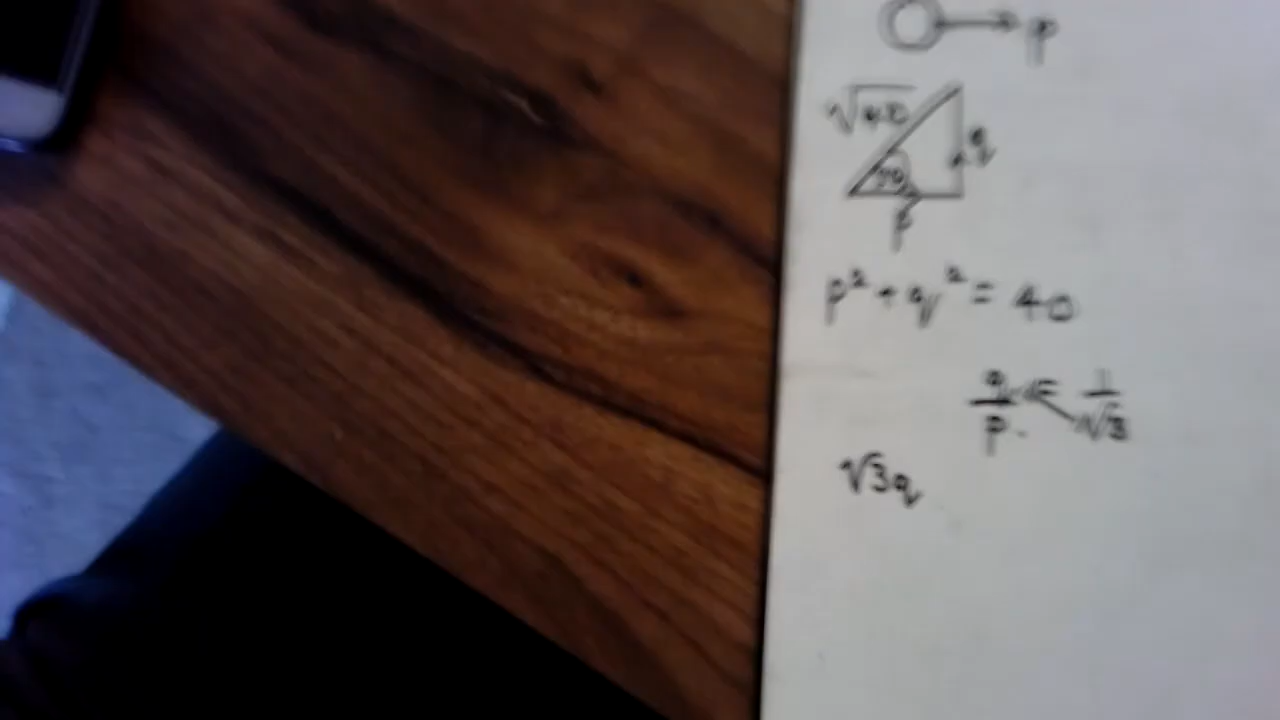 p
√40
q
30
p
p² + q² = 40
q/p = 1/√3
√3q